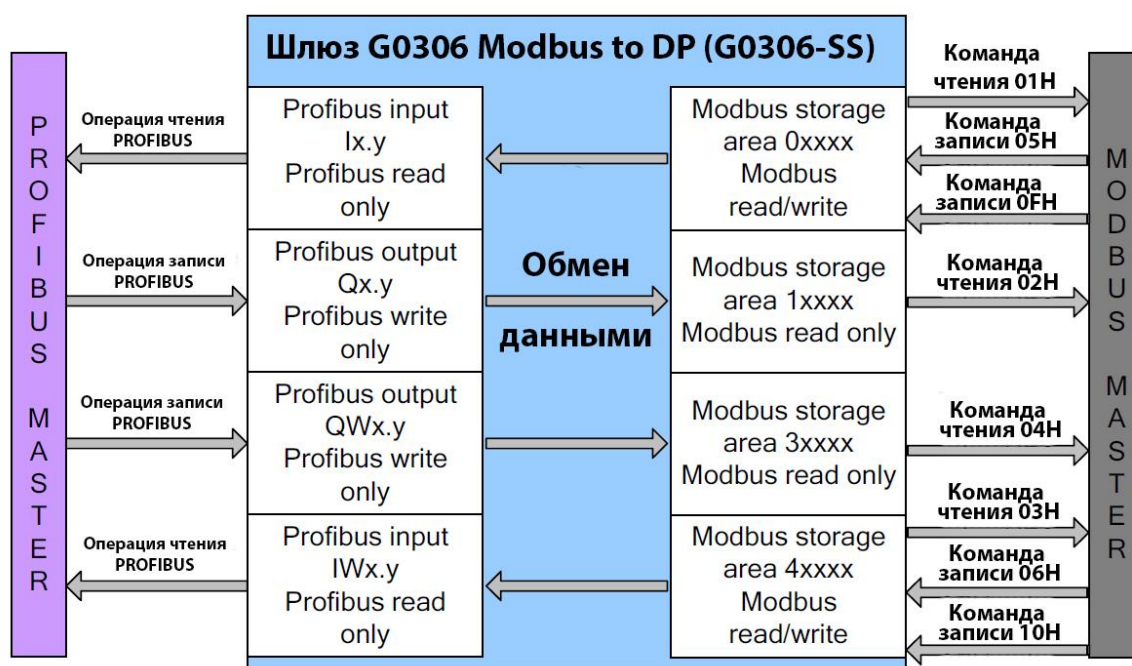 Шлюз G0306 Modbus to DP (G0306-SS)
PROFIBUS MASTER
Операция чтения
PROFIBUS
Операция записи
PROFIBUS
Операция записи
PROFIBUS
Операция чтения
PROFIBUS
Profibus input
Ix.y
Profibus read
only
Profibus output
Qx.y
Profibus write
only
Profibus output
QWx.y
Profibus write
only
Profibus input
IWx.y
Profibus read
only
Обмен
данными
Modbus storage
area 0xxxx
Modbus
read/write
Modbus storage
area 1xxxx
Modbus read only
Modbus storage
area 3xxxx
Modbus read only
Modbus storage
area 4xxxx
Modbus
read/write
Команда
чтения 01H
Команда
записи 05H
Команда
записи 0FH
Команда
чтения 02H
Команда
чтения 04H
Команда
чтения 03H
Команда
записи 06H
Команда
записи 10H
MODBUS MASTER